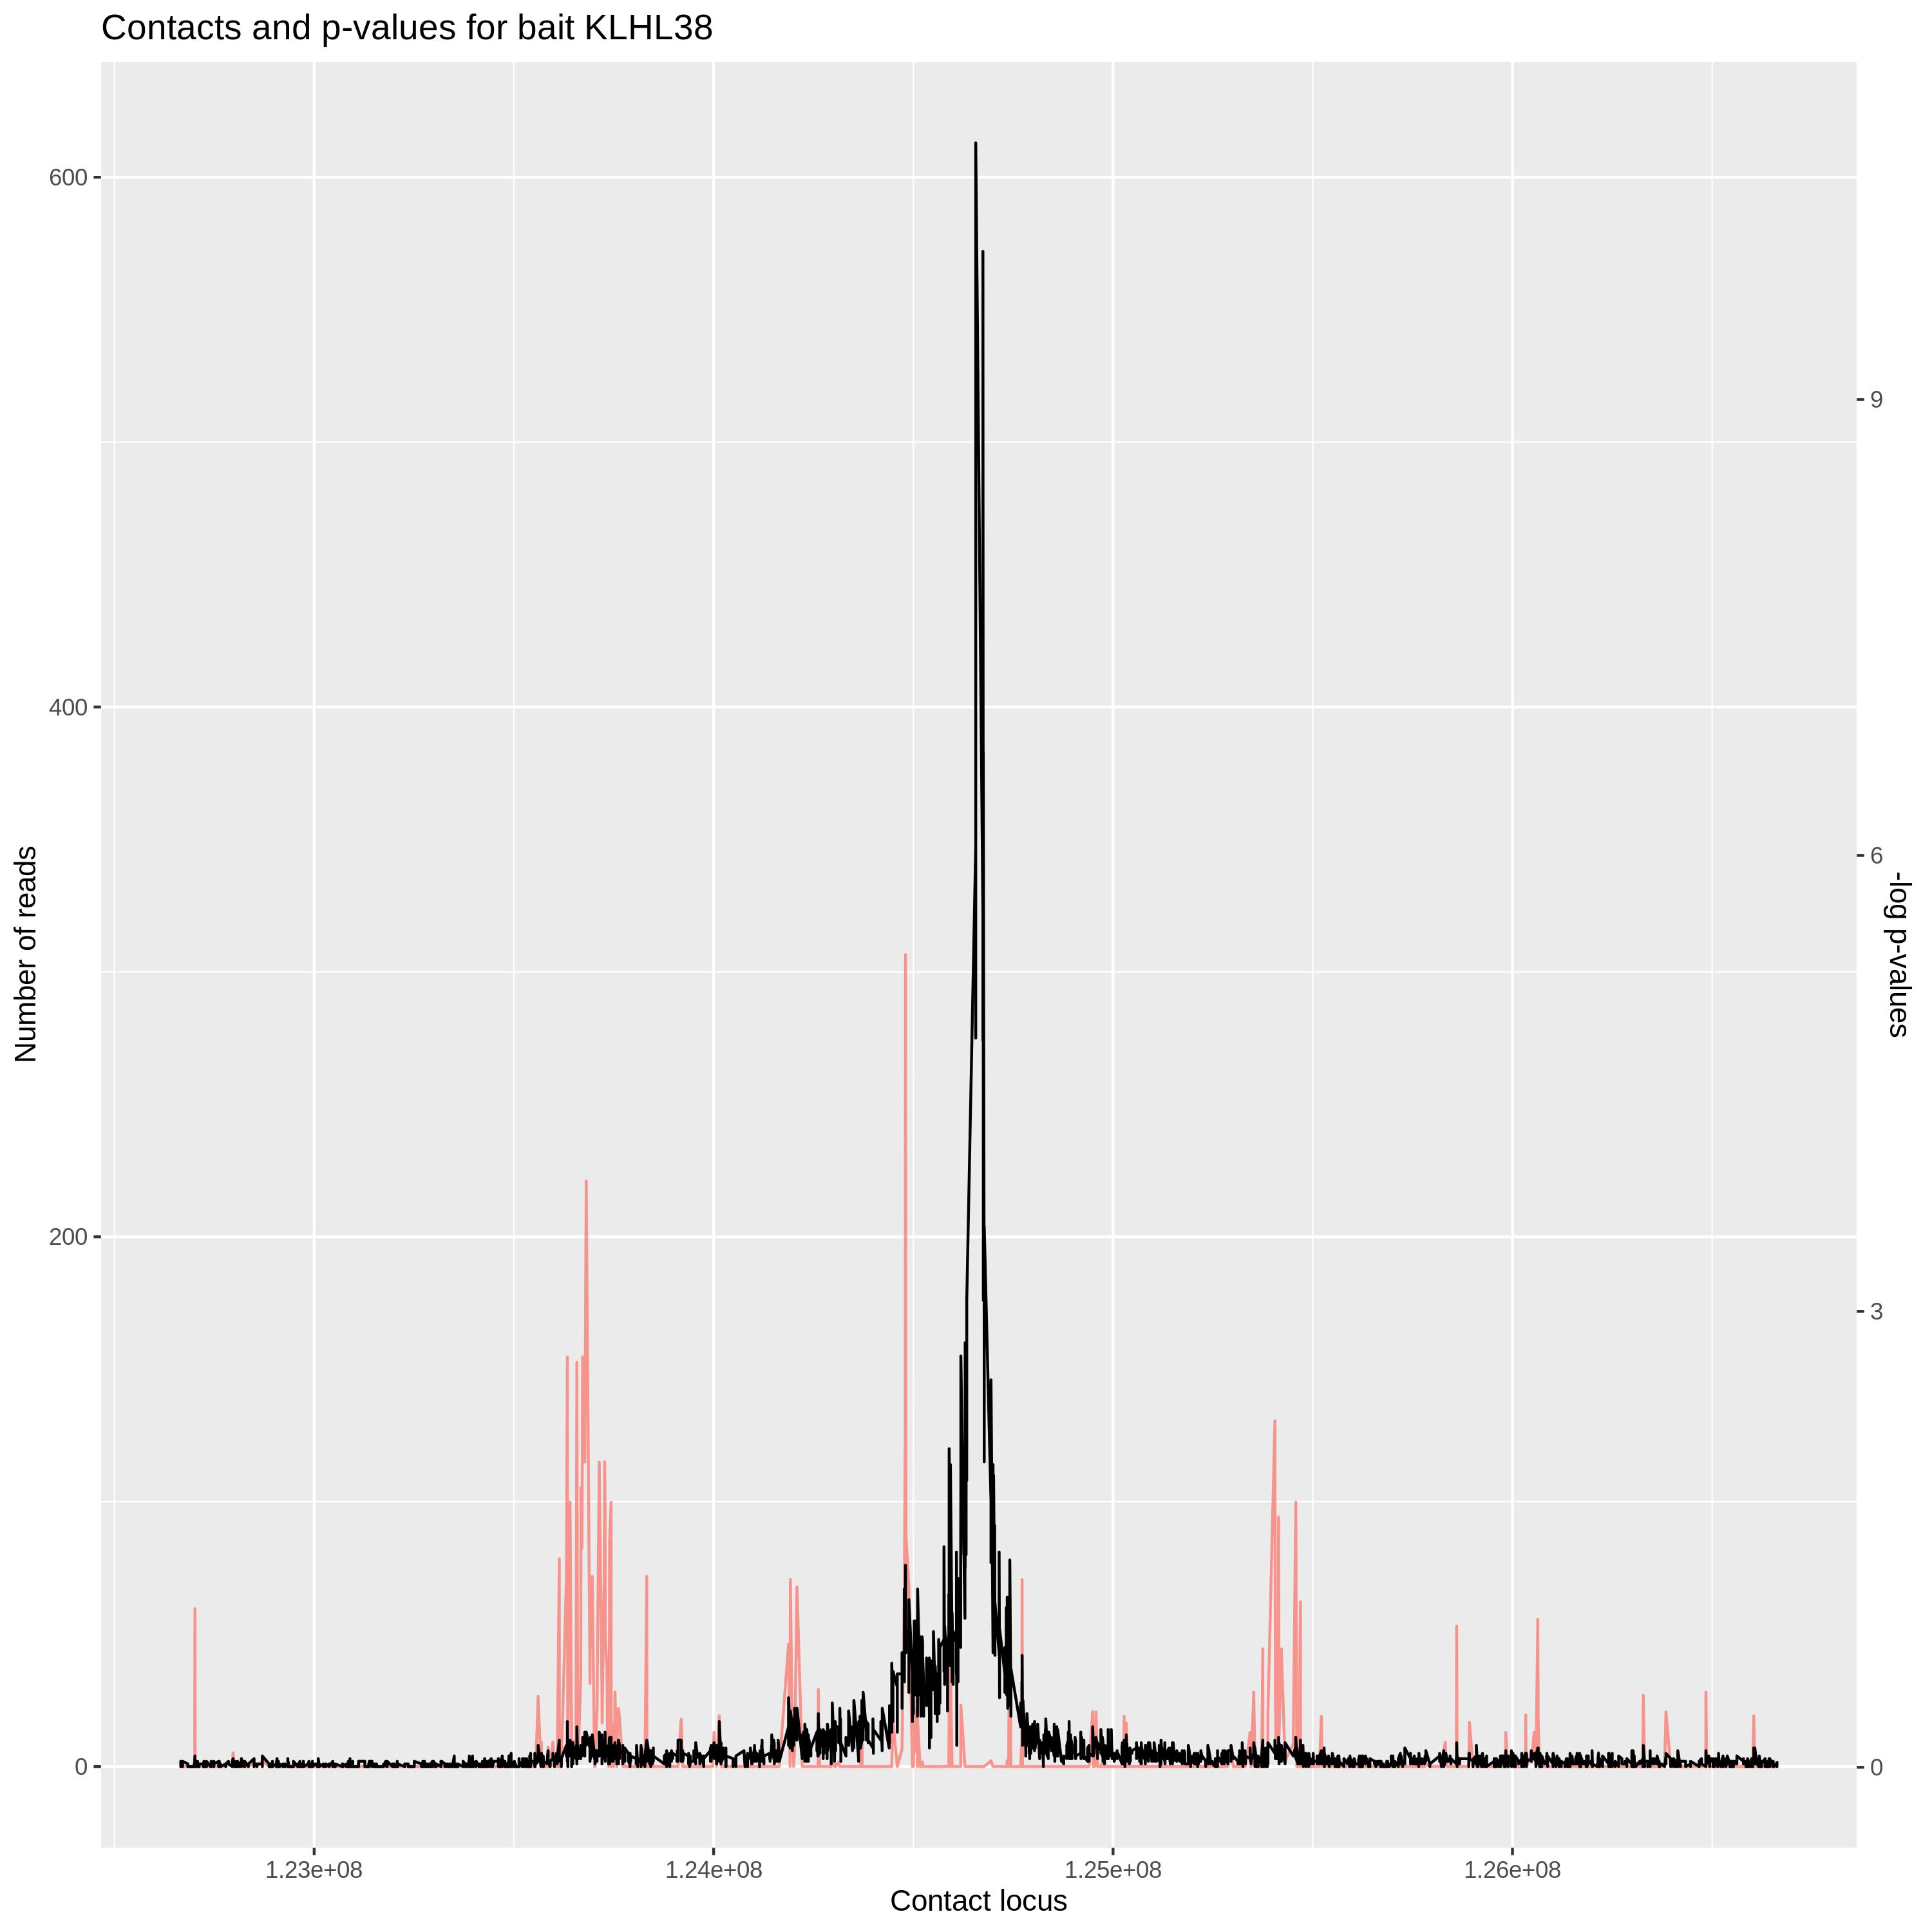 Contacts and p-values for bait KLHL38
600
400
200
0
Number of reads
9
6
3
0
-log p-values
1.23e+08
1.24e+08
1.25e+08
1.26e+08
Contact locus